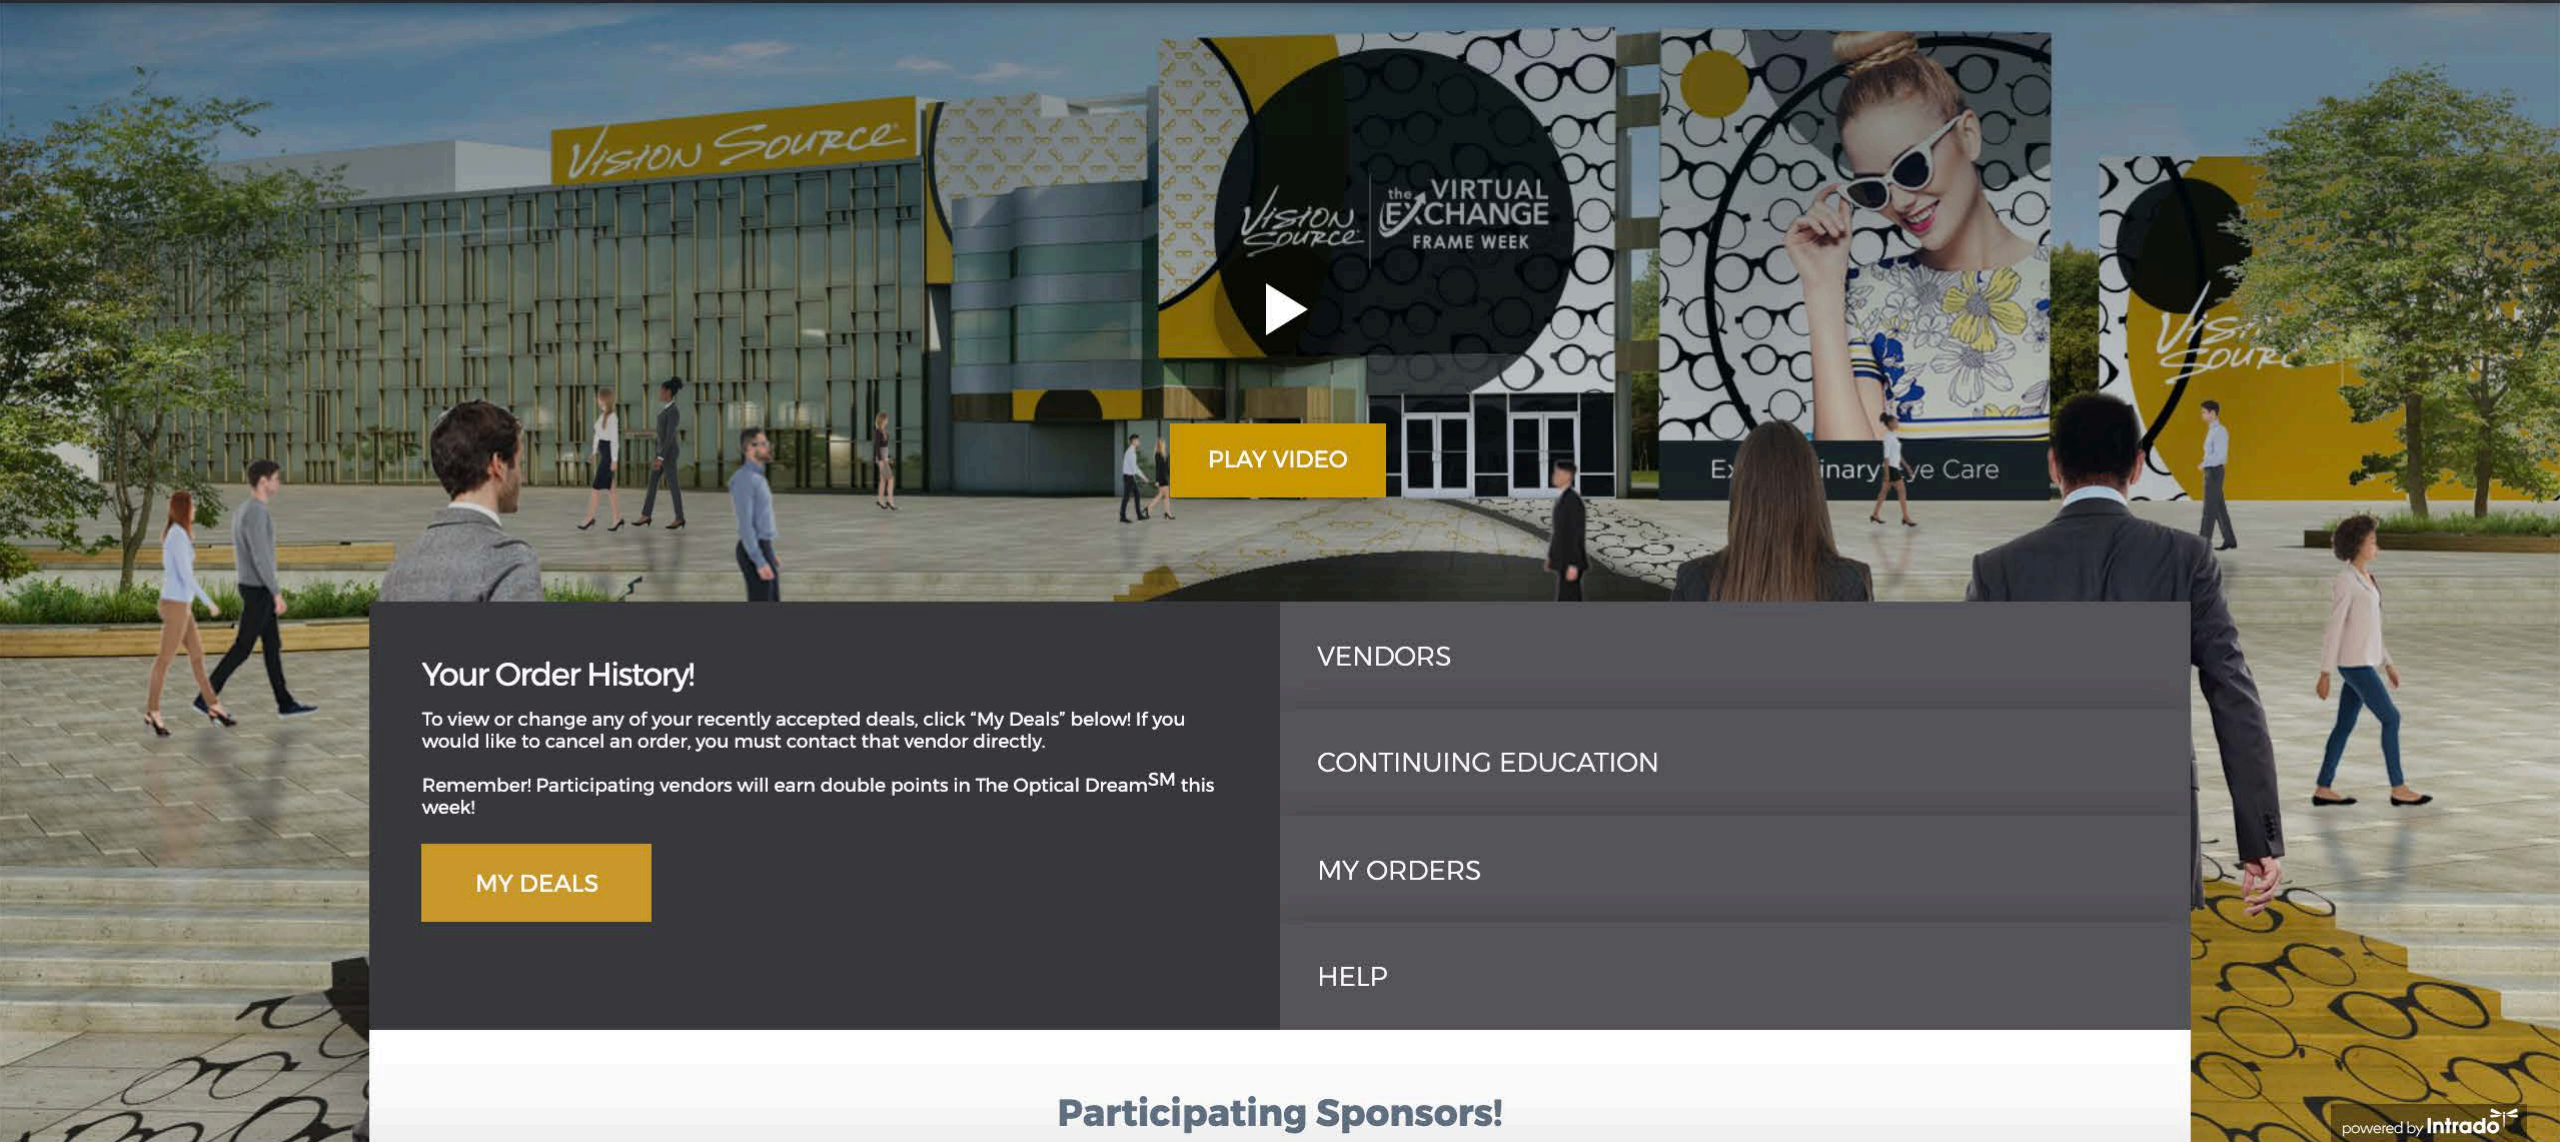 VISION SOURCE
VISION
SOURCE
the VIRTUAL
EXCHANGE
FRAME WEEK
PLAY VIDEO
Eye Care
Your Order History!
To view or change any of your recently accepted deals, click “My Deals” below! If you
would like to cancel an order, you must contact that vendor directly.
Remember! Participating vendors will earn double points in The Optical DreamSM this
week!
MY DEALS
VENDORS
CONTINUING EDUCATION
MY ORDERS
HELP
Participating Sponsors!
powered by Intrado